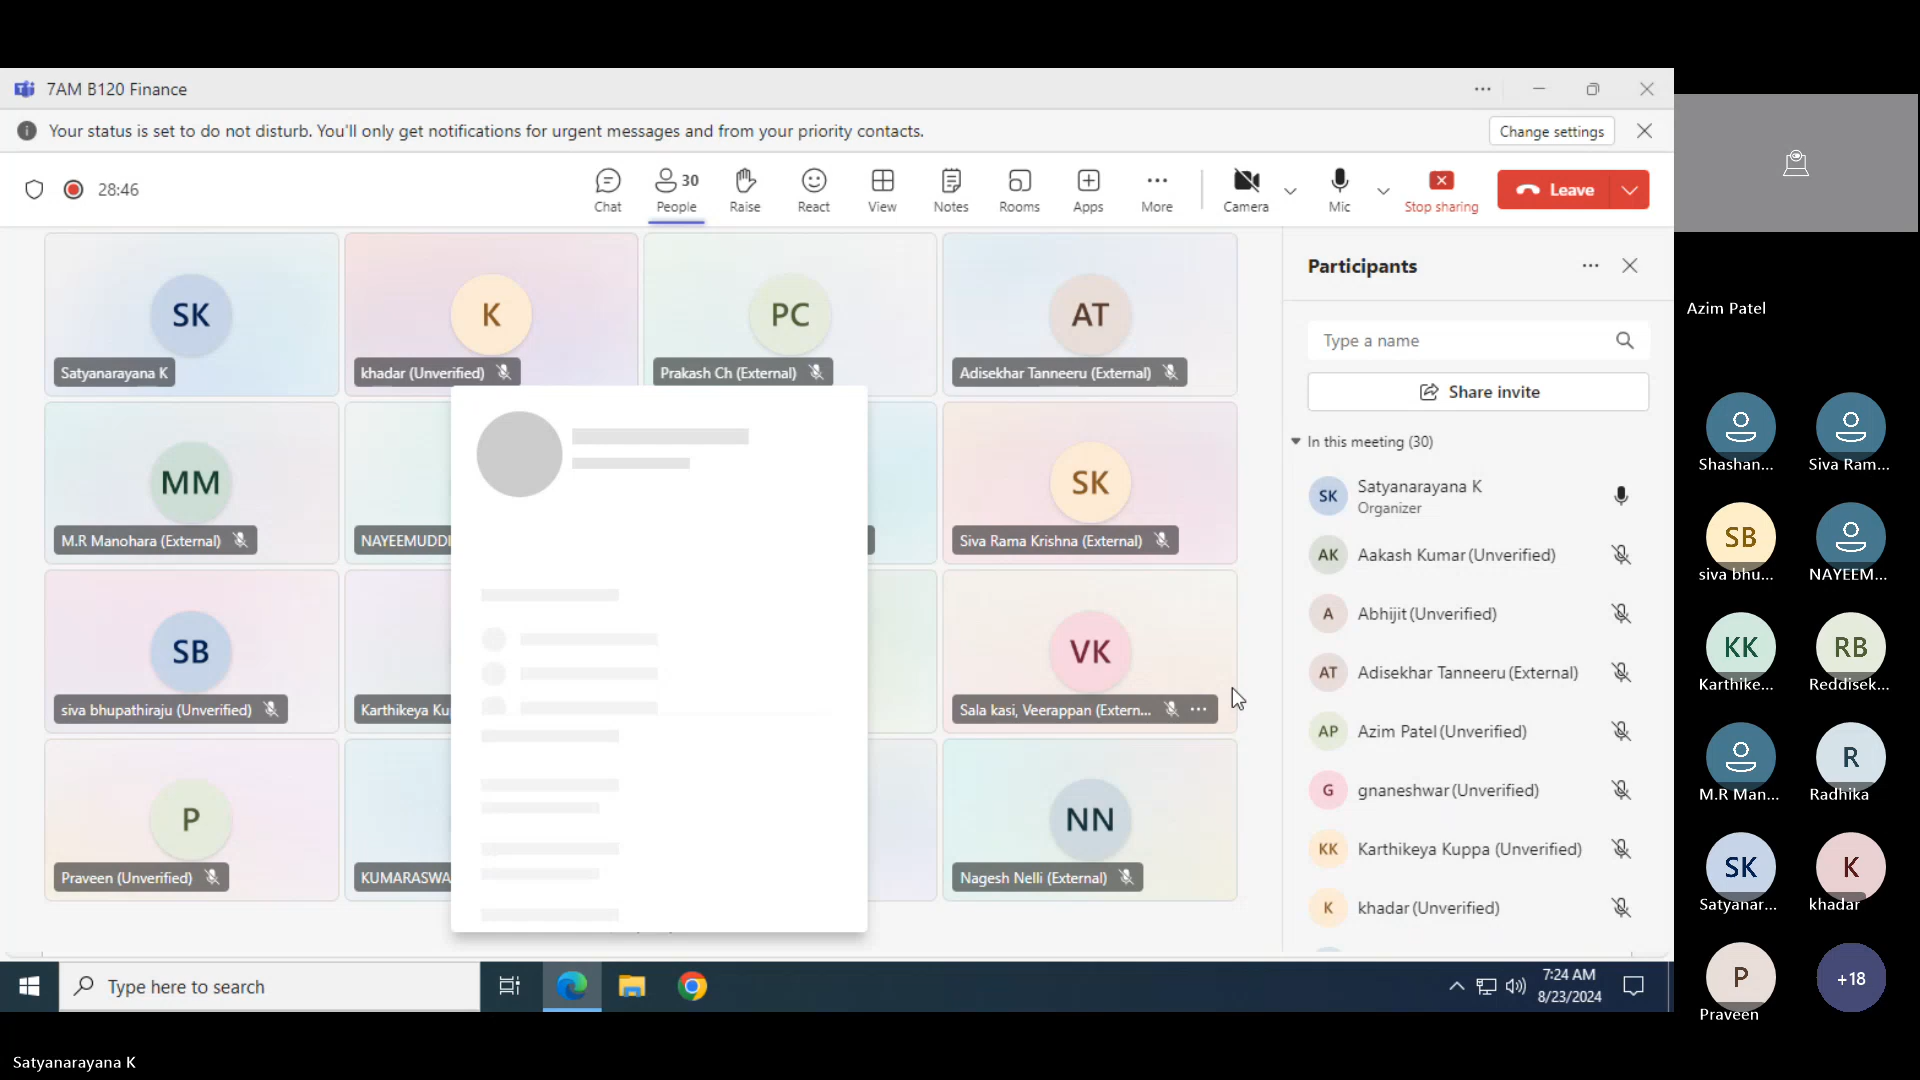 7AM B120 Finance
Your status is set to do not disturb. You'll only get notifications for urgent messages and from your priority contacts.
Change settings
28:46
Chat
30
People
Raise
React
View
Notes
Rooms
Apps
More
Camera
Mic
Stop sharing
Leave
SK
Satyanarayana K
K
khadar (Unverified)
PC
Prakash Ch (External)
AT
Adisekhar Tanneeru (External)
MM
M.R Manohara (External)
NAYEEMUDDI
SK
Siva Rama Krishna (External)
SB
siva bhupathiraju (Unverified)
Karthikeya Ku
VK
Sala kasi, Veerappan (Extern...
P
Praveen (Unverified)
KUMARASWA
NN
Nagesh Nelli (External)
Participants
Type a name
Share invite
In this meeting (30)
SK
Satyanarayana K
Organizer
AK
Aakash Kumar (Unverified)
A
Abhijit (Unverified)
AT
Adisekhar Tanneeru (External)
AP
Azim Patel (Unverified)
G
gnaneshwar (Unverified)
KK
Karthikeya Kuppa (Unverified)
K
khadar (Unverified)
Azim Patel
Shashan...
Siva Ram...
SB
siva bhu...
NAYEEM...
KK
Karthike...
RB
Reddisek...
M.R Man...
R
Radhika
SK
Satyanar...
K
khadar
P
Praveen
+18
Type here to search
7:24 AM
8/23/2024
Satyanarayana K